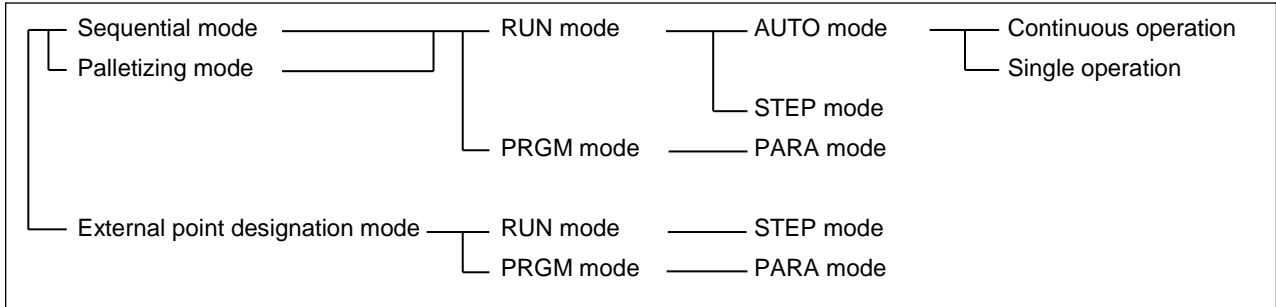 Sequential mode RUN mode AUTO mode Continuous operation
Palletizing mode Single operation
STEP mode
PRGM mode PARA mode
External point designation mode RUN mode STEP mode
PRGM mode PARA mode